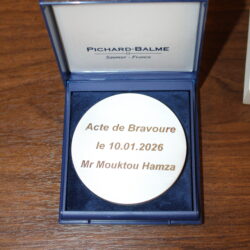 PICHARD-BALME
Saumur - France
Acte de Bravoure
le 10.01.2026
Mr Mouktou Hamza